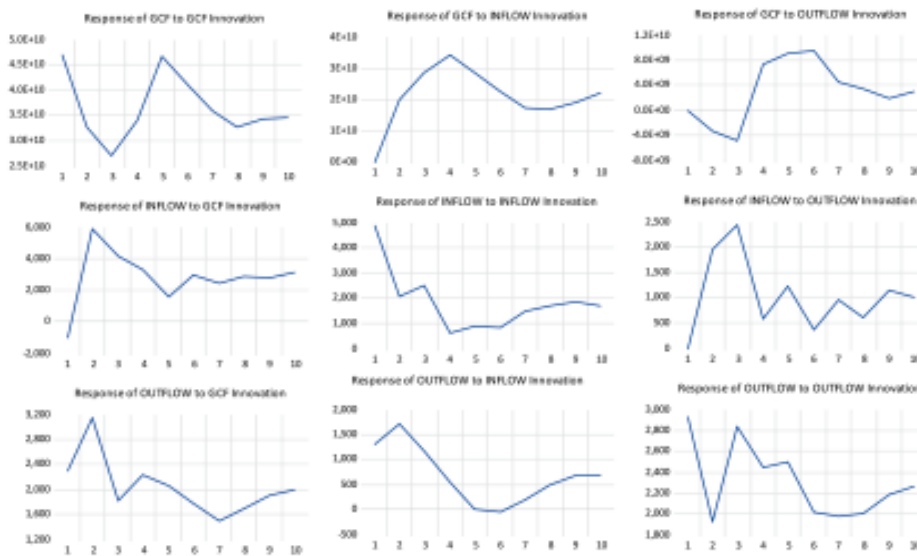 Response of GCF to GCF Innovation
5.0E+10
4.5E+10
4.0E+10
3.5E+10
3.0E+10
2.5E+10
1 2 3 4 5 6 7 8 9 10
Response of GCF to INFLOW Innovation
4E+10
3E+10
2E+10
1E+10
0E+00
1 2 3 4 5 6 7 8 9 10
Response of GCF to OUTFLOW Innovation
1.2E+10
8.0E+09
4.0E+09
0.0E+00
-4.0E+09
-8.0E+09
1 2 3 4 5 6 7 8 9 10
Response of INFLOW to GCF Innovation
6,000
4,000
2,000
0
-2,000
1 2 3 4 5 6 7 8 9 10
Response of INFLOW to INFLOW Innovation
5,000
4,000
3,000
2,000
1,000
0
1 2 3 4 5 6 7 8 9 10
Response of INFLOW to OUTFLOW Innovation
2,500
2,000
1,500
1,000
500
0
1 2 3 4 5 6 7 8 9 10
Response of OUTFLOW to GCF Innovation
3,200
2,800
2,400
2,000
1,600
1,200
1 2 3 4 5 6 7 8 9 10
Response of OUTFLOW to INFLOW Innovation
2,000
1,500
1,000
500
0
-500
1 2 3 4 5 6 7 8 9 10
Response of OUTFLOW to OUTFLOW Innovation
3,000
2,800
2,600
2,400
2,200
2,000
1,800
1 2 3 4 5 6 7 8 9 10